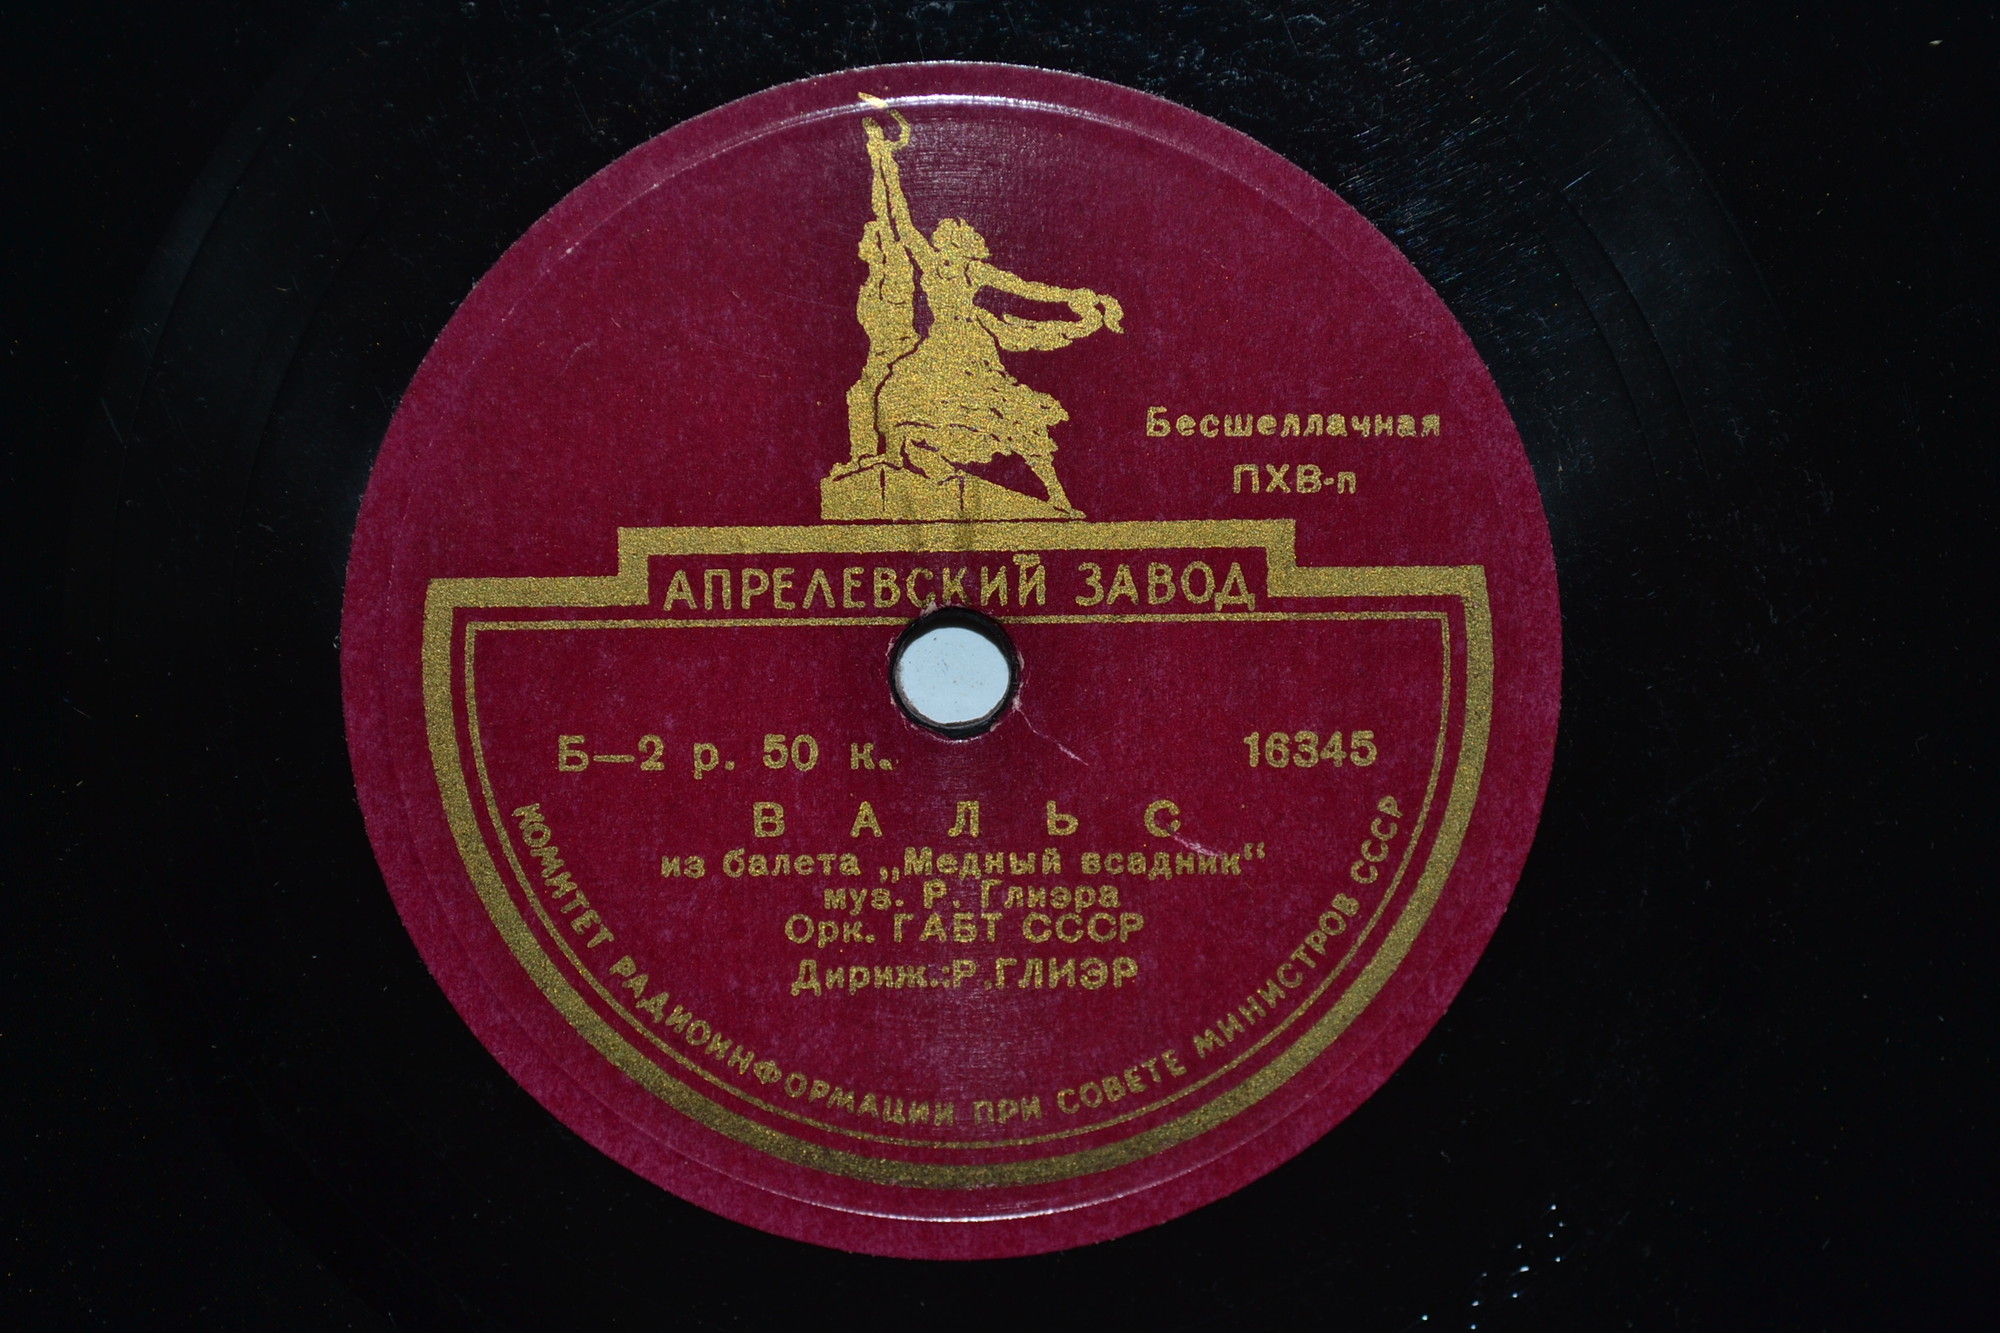 Бесшеллачная
ПХВ-п
АПРЕЛЕВСКИЙ ЗАВОД
Б—2 р. 50 к.
16345
ВАЛЬС
из балета „Медный всадник“
муз. Р. Глиэра
Орк. ГАБТ СССР
Дириж.: Р. ГЛИЭР
КОМИТЕТ РАДИОИНФОРМАЦИИ ПРИ СОВЕТЕ МИНИСТРОВ СССР